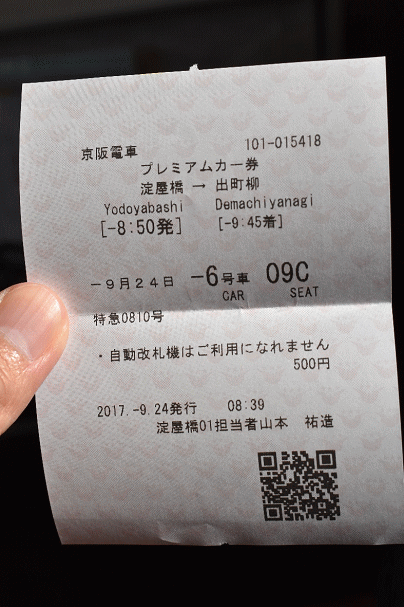 京阪電車 101-015418
プレミアムカー券
淀屋橋 → 出町柳
Yodoyabashi Demachiyanagi
[-8:50発] [-9:45着]
-9月24日 -6号車 09C
CAR SEAT
特急0810号
・自動改札機はご利用になれません
500円
2017.-9.24発行 08:39
淀屋橋01担当者山本 祐造